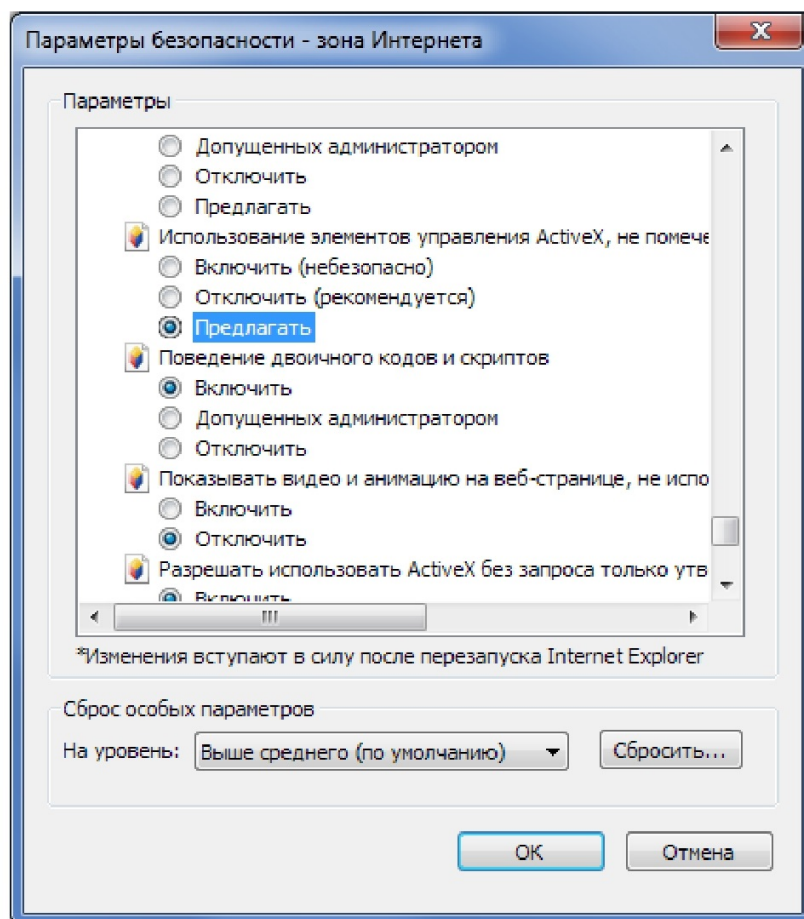 Параметры безопасности - зона Интернета
Параметры
Допущенных администратором
Отключить
Предлагать
Использование элементов управления ActiveX, не помече
Включить (небезопасно)
Отключить (рекомендуется)
Предлагать
Поведение двоичного кодов и скриптов
Включить
Допущенных администратором
Отключить
Показывать видео и анимацию на веб-странице, не испо
Включить
Отключить
Разрешать использовать ActiveX без запроса только утв
Включить
*Изменения вступают в силу после перезапуска Internet Explorer
Сброс особых параметров
На уровень: Выше среднего (по умолчанию) Сбросить...
ОК Отмена